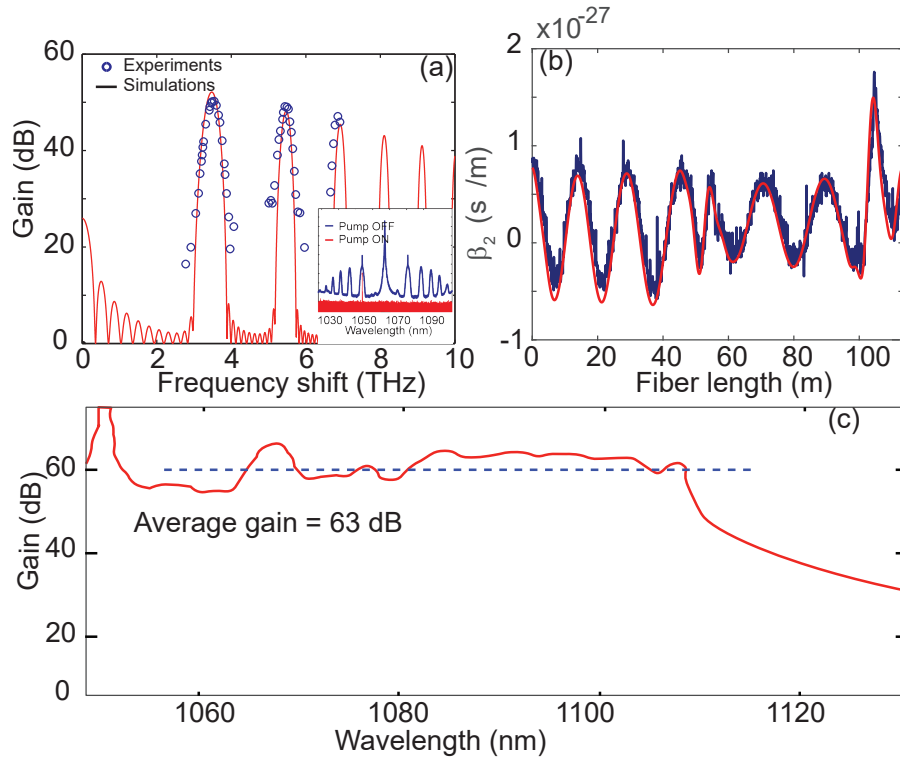 (a)
Experiments
Simulations
Gain (dB)
60
40
20
0
0
2
4
6
8
10
Frequency shift (THz)
Pump OFF
Pump ON
1030
1050
1070
1090
Wavelength (nm)
x10-27
(b)
β2 (s /m)
2
1
0
-1
0
20
40
60
80
100
Fiber length (m)
(c)
Gain (dB)
60
60
40
20
0
Average gain = 63 dB
1060
1080
1100
1120
Wavelength (nm)